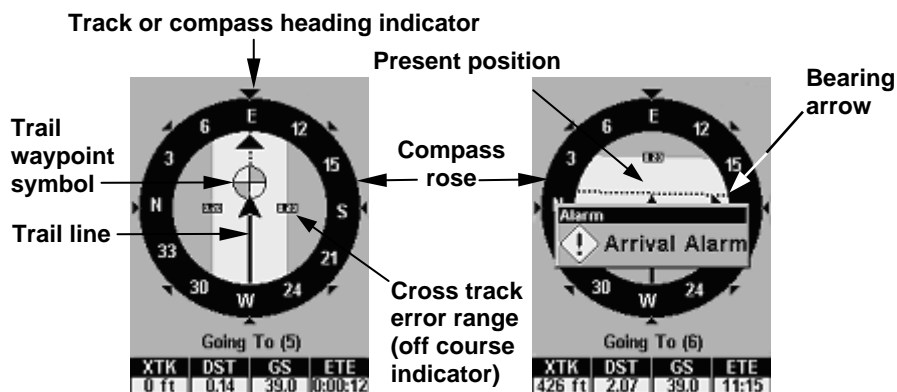 Track or compass heading indicator
Present position
Bearing
arrow
Trail
waypoint
symbol
Compass
rose
Trail line
Cross track
error range
(off course
indicator)
E
12
15
S
21
24
W
30
33
N
3
6
Going To (5)
XTK DST GS ETE
0 ft 0.14 39.0 0:00:12
E
12
15
6
3
N
Alarm
Arrival Alarm
21
24
W
30
33
Going To (6)
XTK DST GS ETE
426 ft 2.07 39.0 11:15